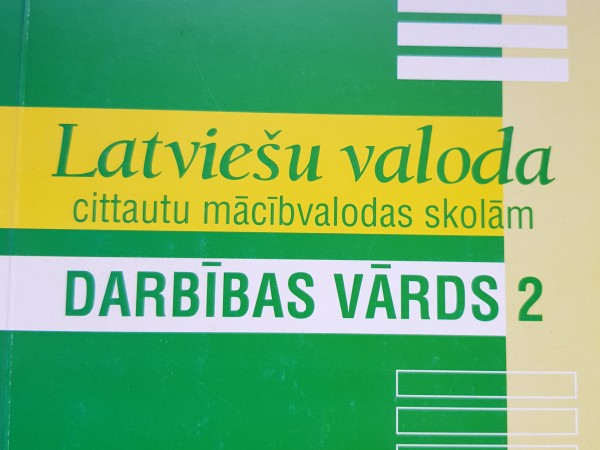 Latviešu valoda
cittautu mācībvalodas skolām
DARBĪBAS VĀRDS 2